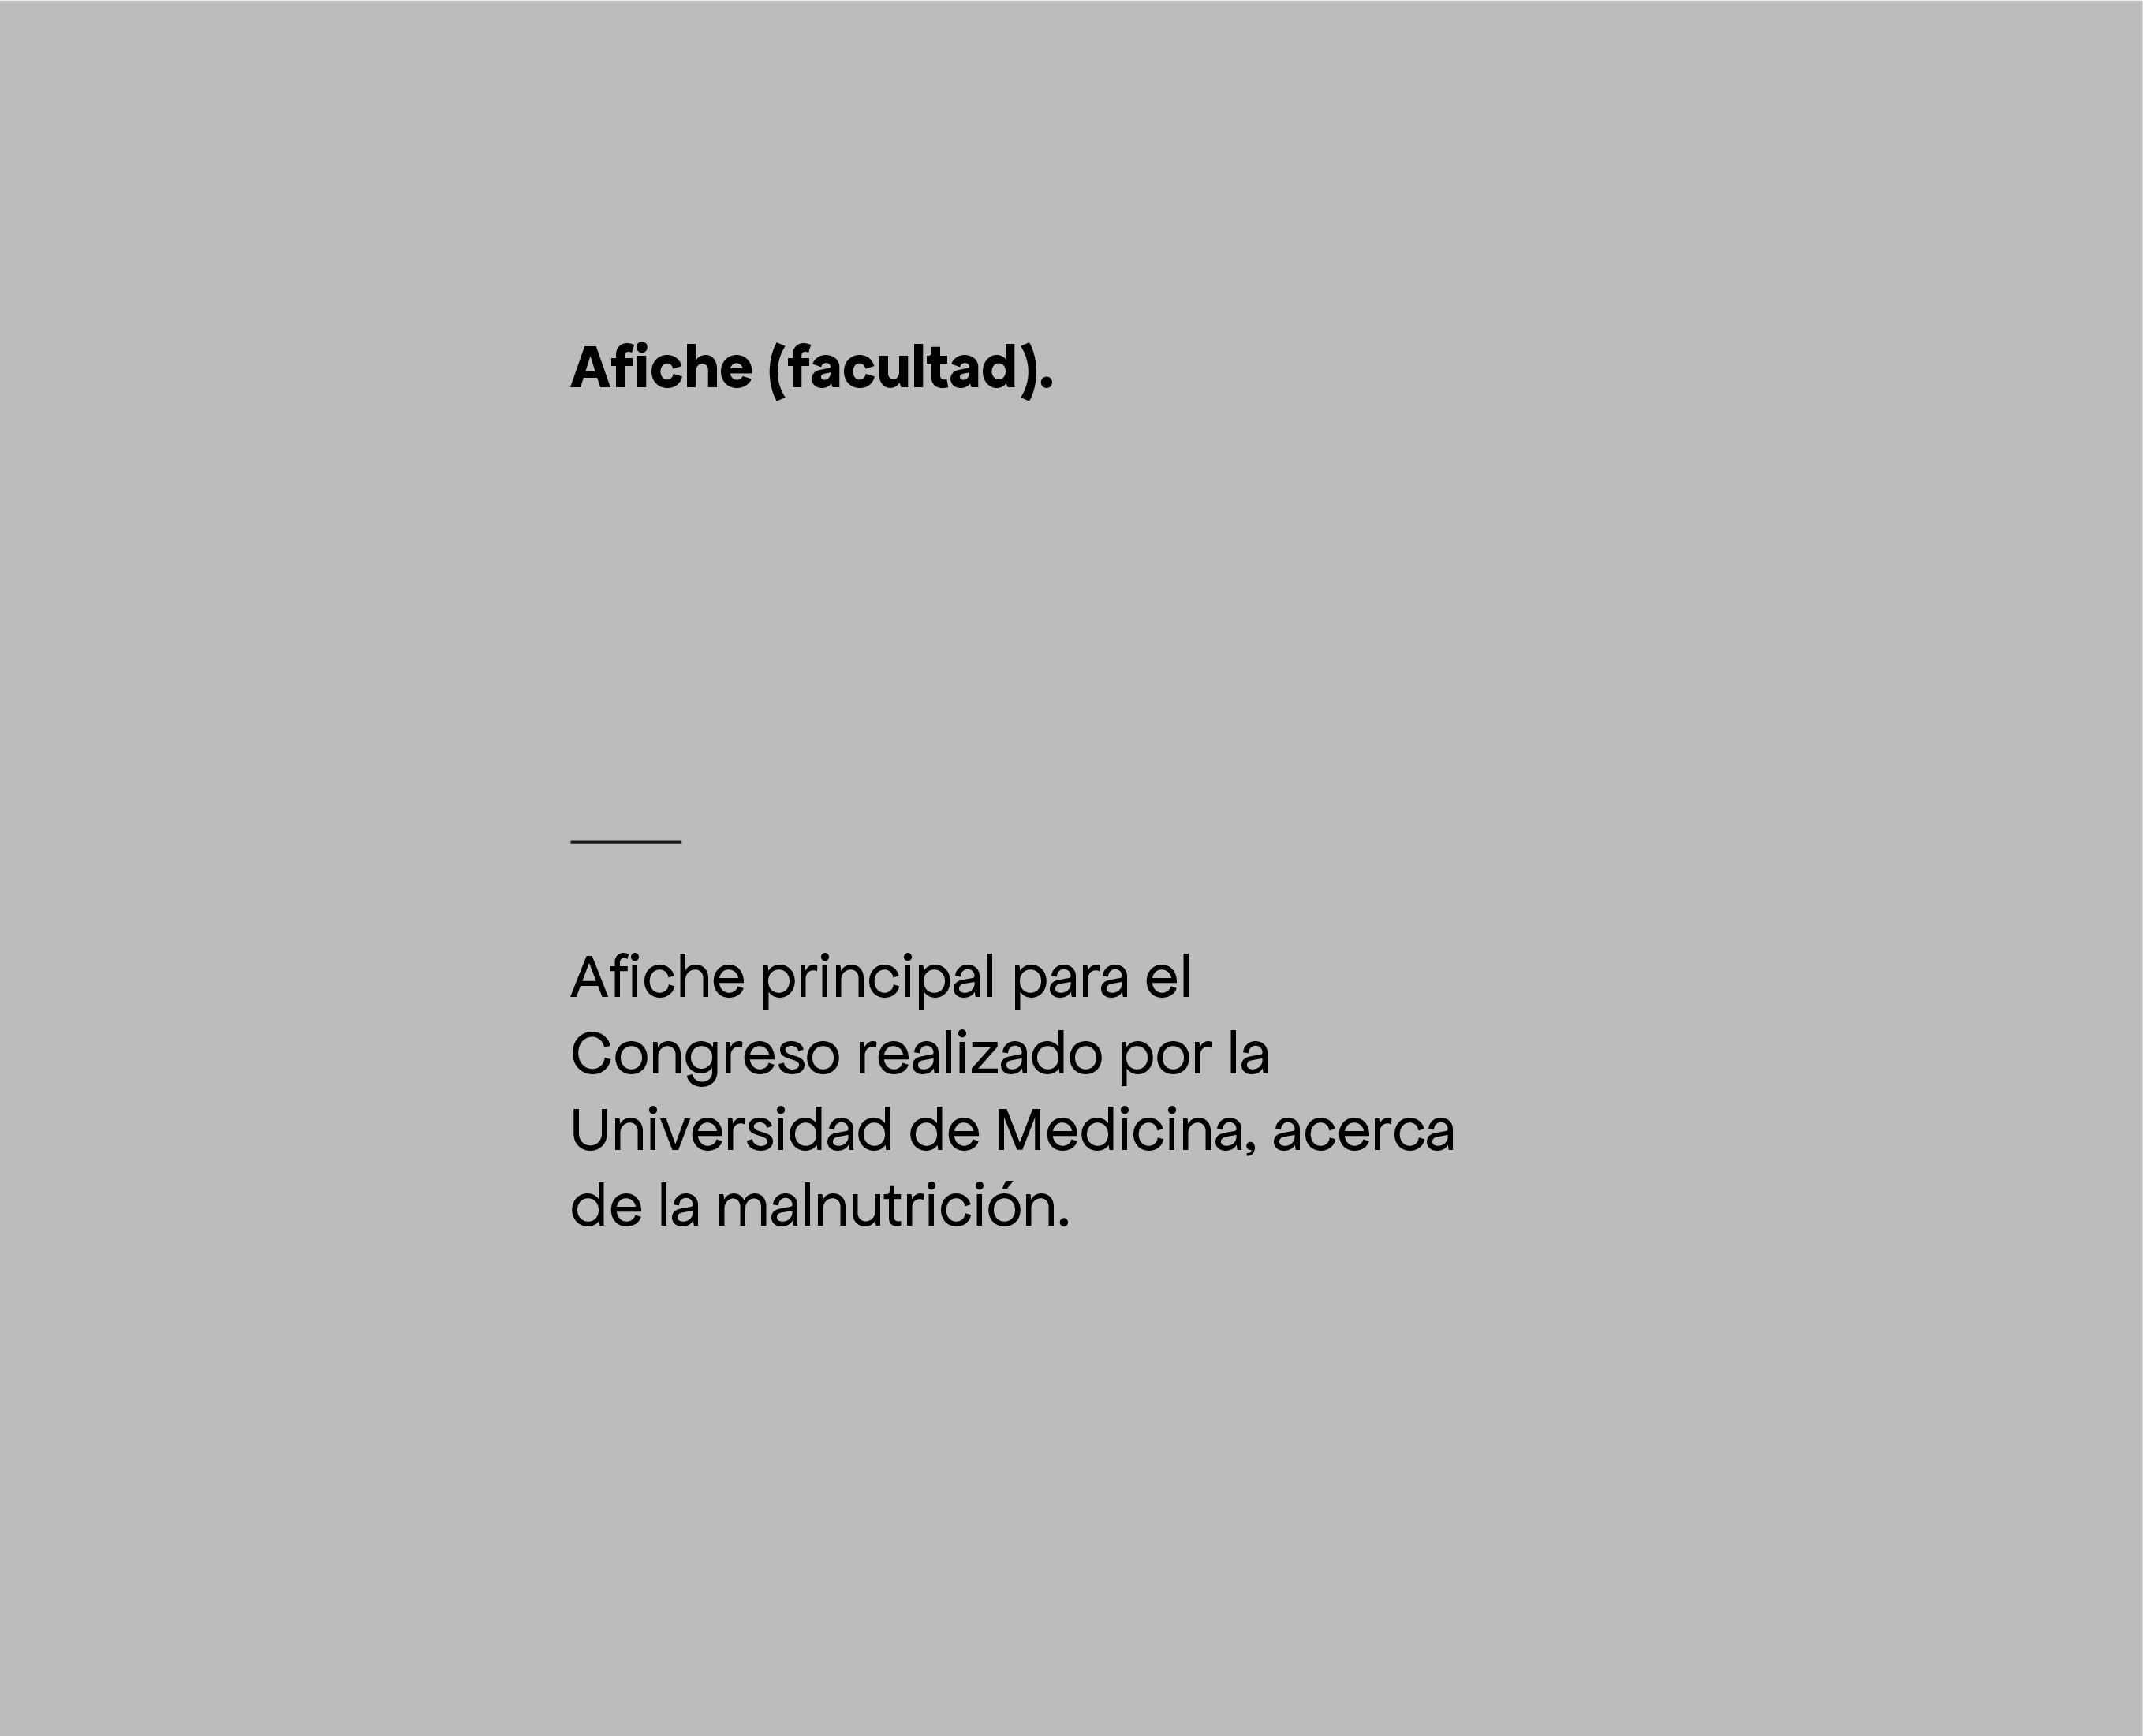 Afiche (facultad).
Afiche principal para el
Congreso realizado por la
Universidad de Medicina, acerca
de la malnutrición.